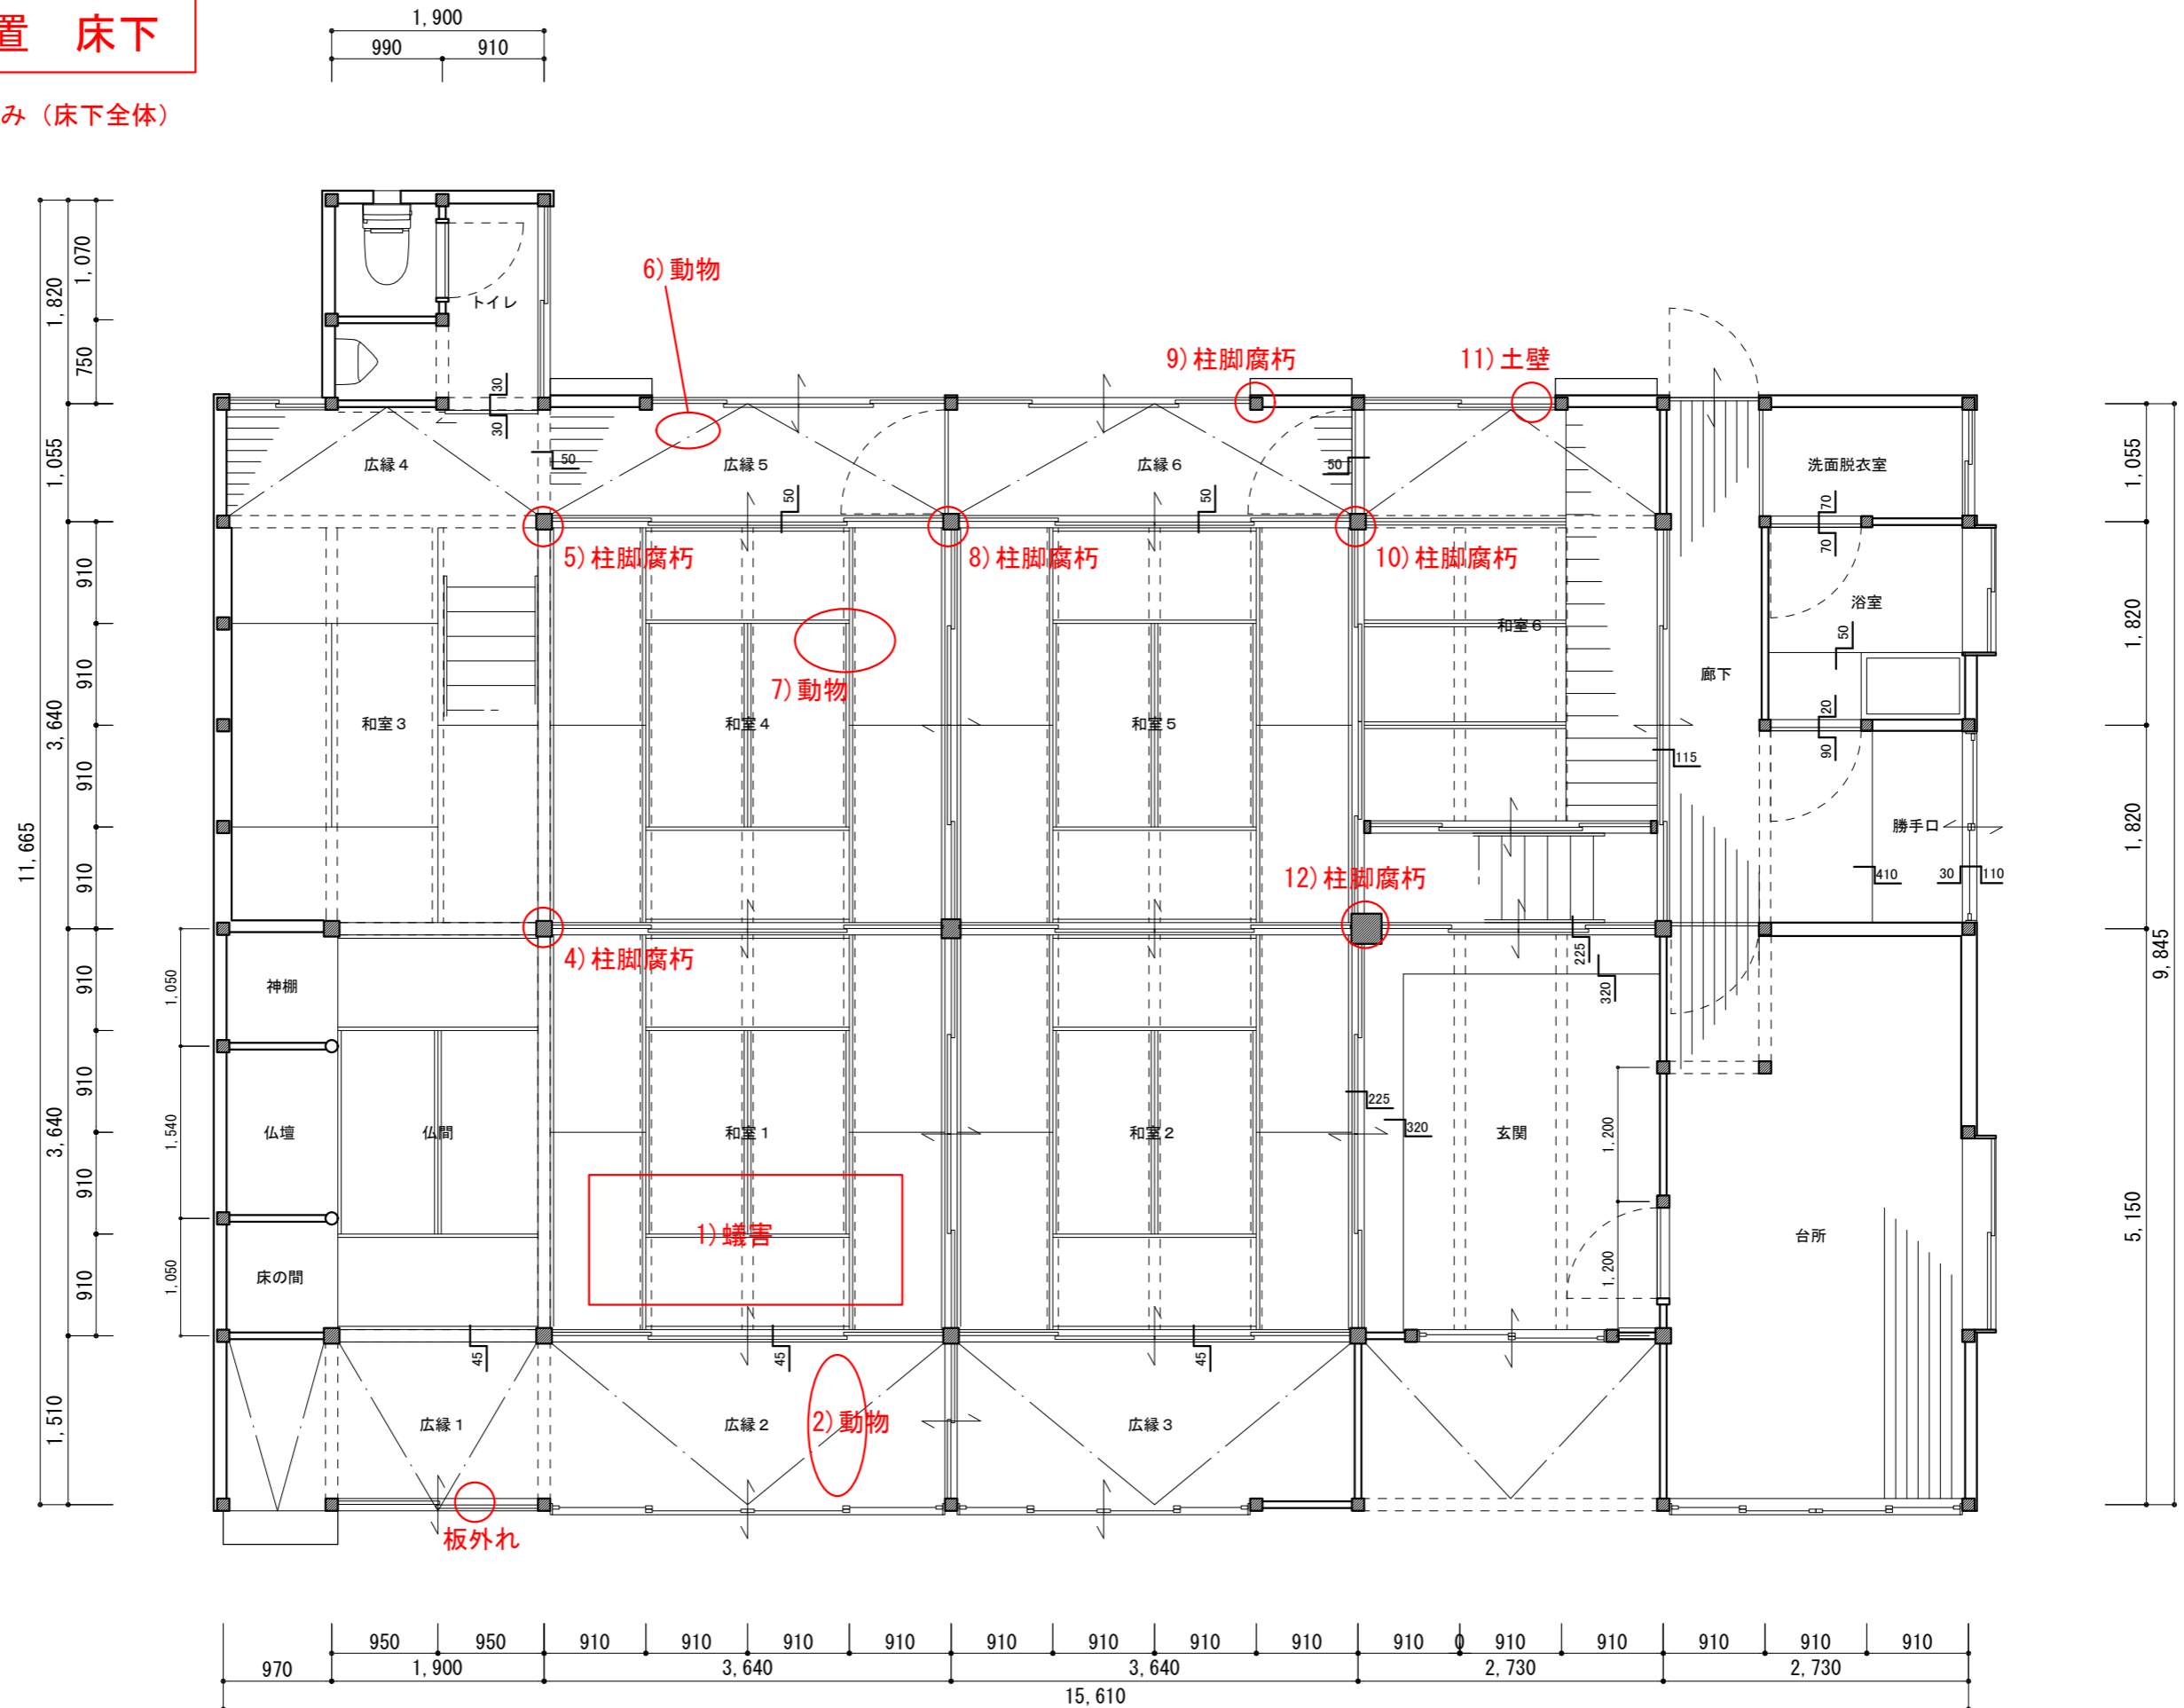 置 床下
み（床下全体）
1,900
990
910
1,070
1,820
750
1,055
910
910
3,640
910
910
11,665
910
910
3,640
910
910
1,510
1,050
1,540
1,050
6)動物
トイレ
9)柱脚腐朽
11)土壁
30
30
広縁４
50
広縁５
50
広縁６
50
50
洗面脱衣室
70
70
5)柱脚腐朽
8)柱脚腐朽
10)柱脚腐朽
浴室
50
和室６
廊下
7)動物
和室３
和室４
和室５
20
90
115
勝手口
410
30
110
12)柱脚腐朽
4)柱脚腐朽
225
320
神棚
225
320
仏壇
仏間
和室１
和室２
玄関
1,200
1,200
1)蟻害
台所
床の間
45
45
45
広縁１
広縁２
2)動物
広縁３
板外れ
1,055
1,820
1,820
9,845
5,150
950
950
910
910
910
910
910
910
910
910
910
0
910
910
910
910
910
970
1,900
3,640
3,640
2,730
2,730
15,610